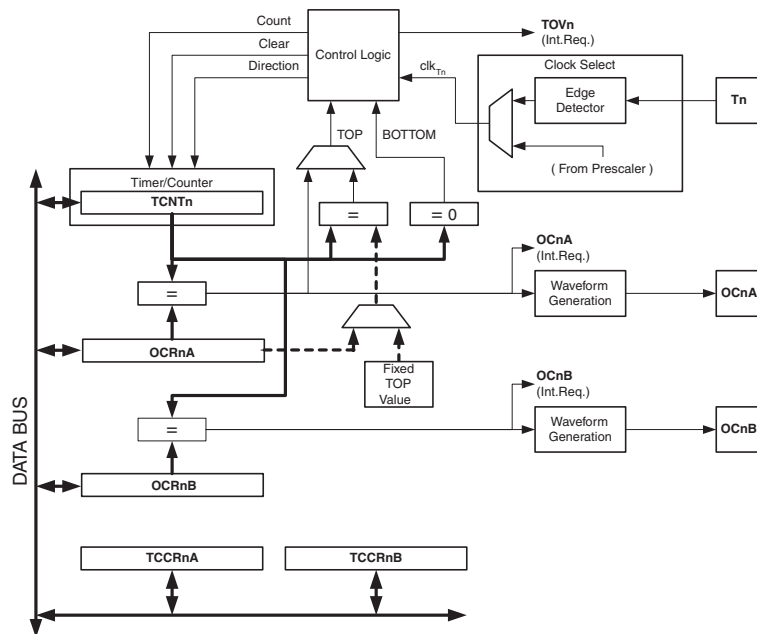 Count
Clear
Direction
Control Logic
TOVn
(Int.Req.)
clkTn
Clock Select
Edge
Detector
Tn
( From Prescaler )
TOP
BOTTOM
Timer/Counter
TCNTn
=
= 0
OCnA
(Int.Req.)
=
Waveform
Generation
OCnA
OCRnA
Fixed
TOP
Value
OCnB
(Int.Req.)
=
Waveform
Generation
OCnB
OCRnB
DATA BUS
TCCRnA
TCCRnB